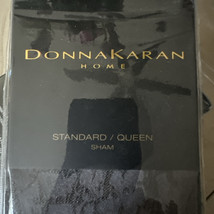 DONNAKARAN
HOME
STANDARD / QUEEN
SHAM